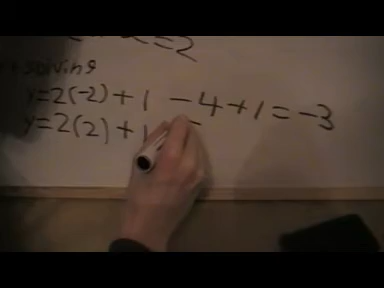 = 2
solving
y=2(-2)+1 -4+1=-3
y=2(2)+1